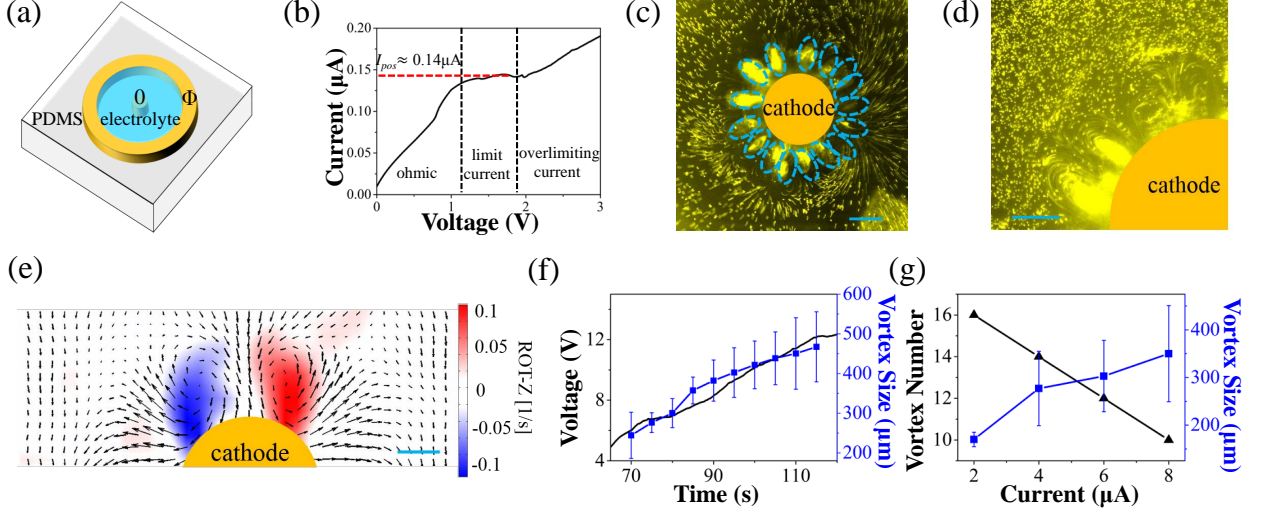 (a)
0
Φ
PDMS
electrolyte
(b)
Current (μA)
0.20
0.15
0.10
0.05
0.00
I_pos ≈ 0.14μA
ohmic
limit
current
overlimiting
current
0
1
2
3
Voltage (V)
(c)
cathode
(d)
cathode
(e)
cathode
0.1
0.05
0
-0.05
-0.1
ROT-Z [1/s]
(f)
Voltage (V)
12
8
6
4
600
500
400
300
200
Vortex Size
(μm)
70
90
110
Time (s)
(g)
Vortex Number
16
14
12
10
400
300
200
Vortex Size
(μm)
2
4
6
8
Current (μA)